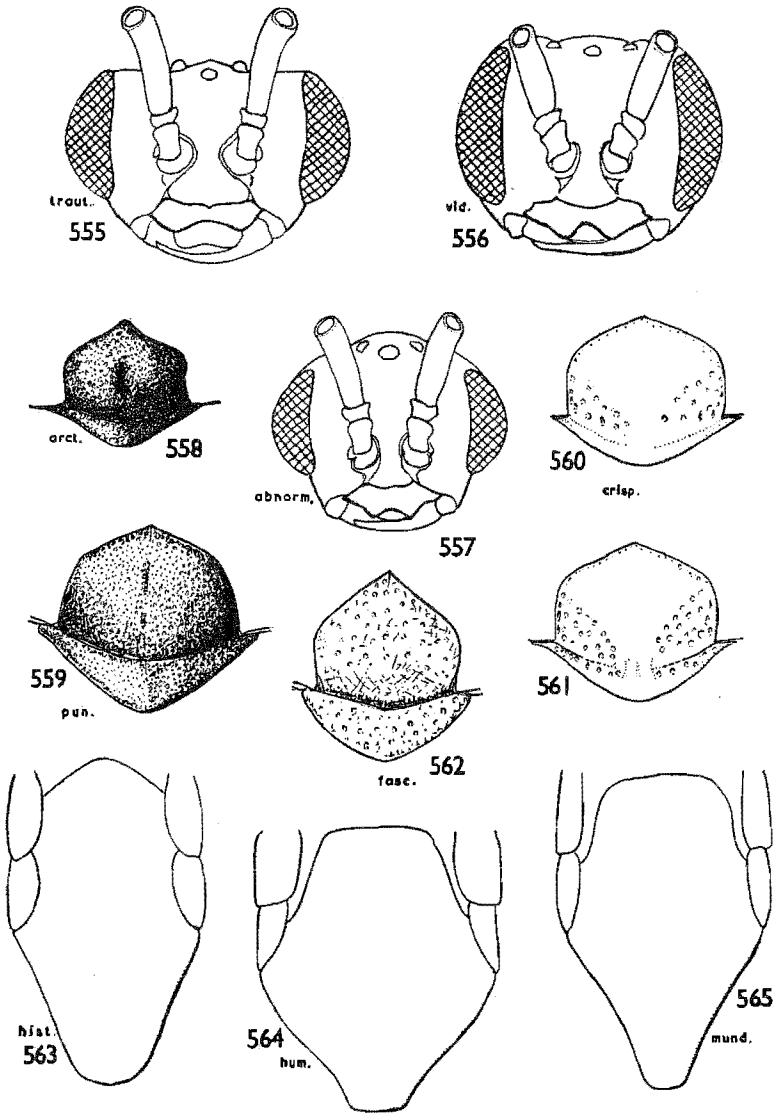 traut.
555
vid.
556
arct.
558
abnorm.
557
560
crisp.
559
pun.
562
fasc.
561
hist.
563
564
hum.
565
mund.